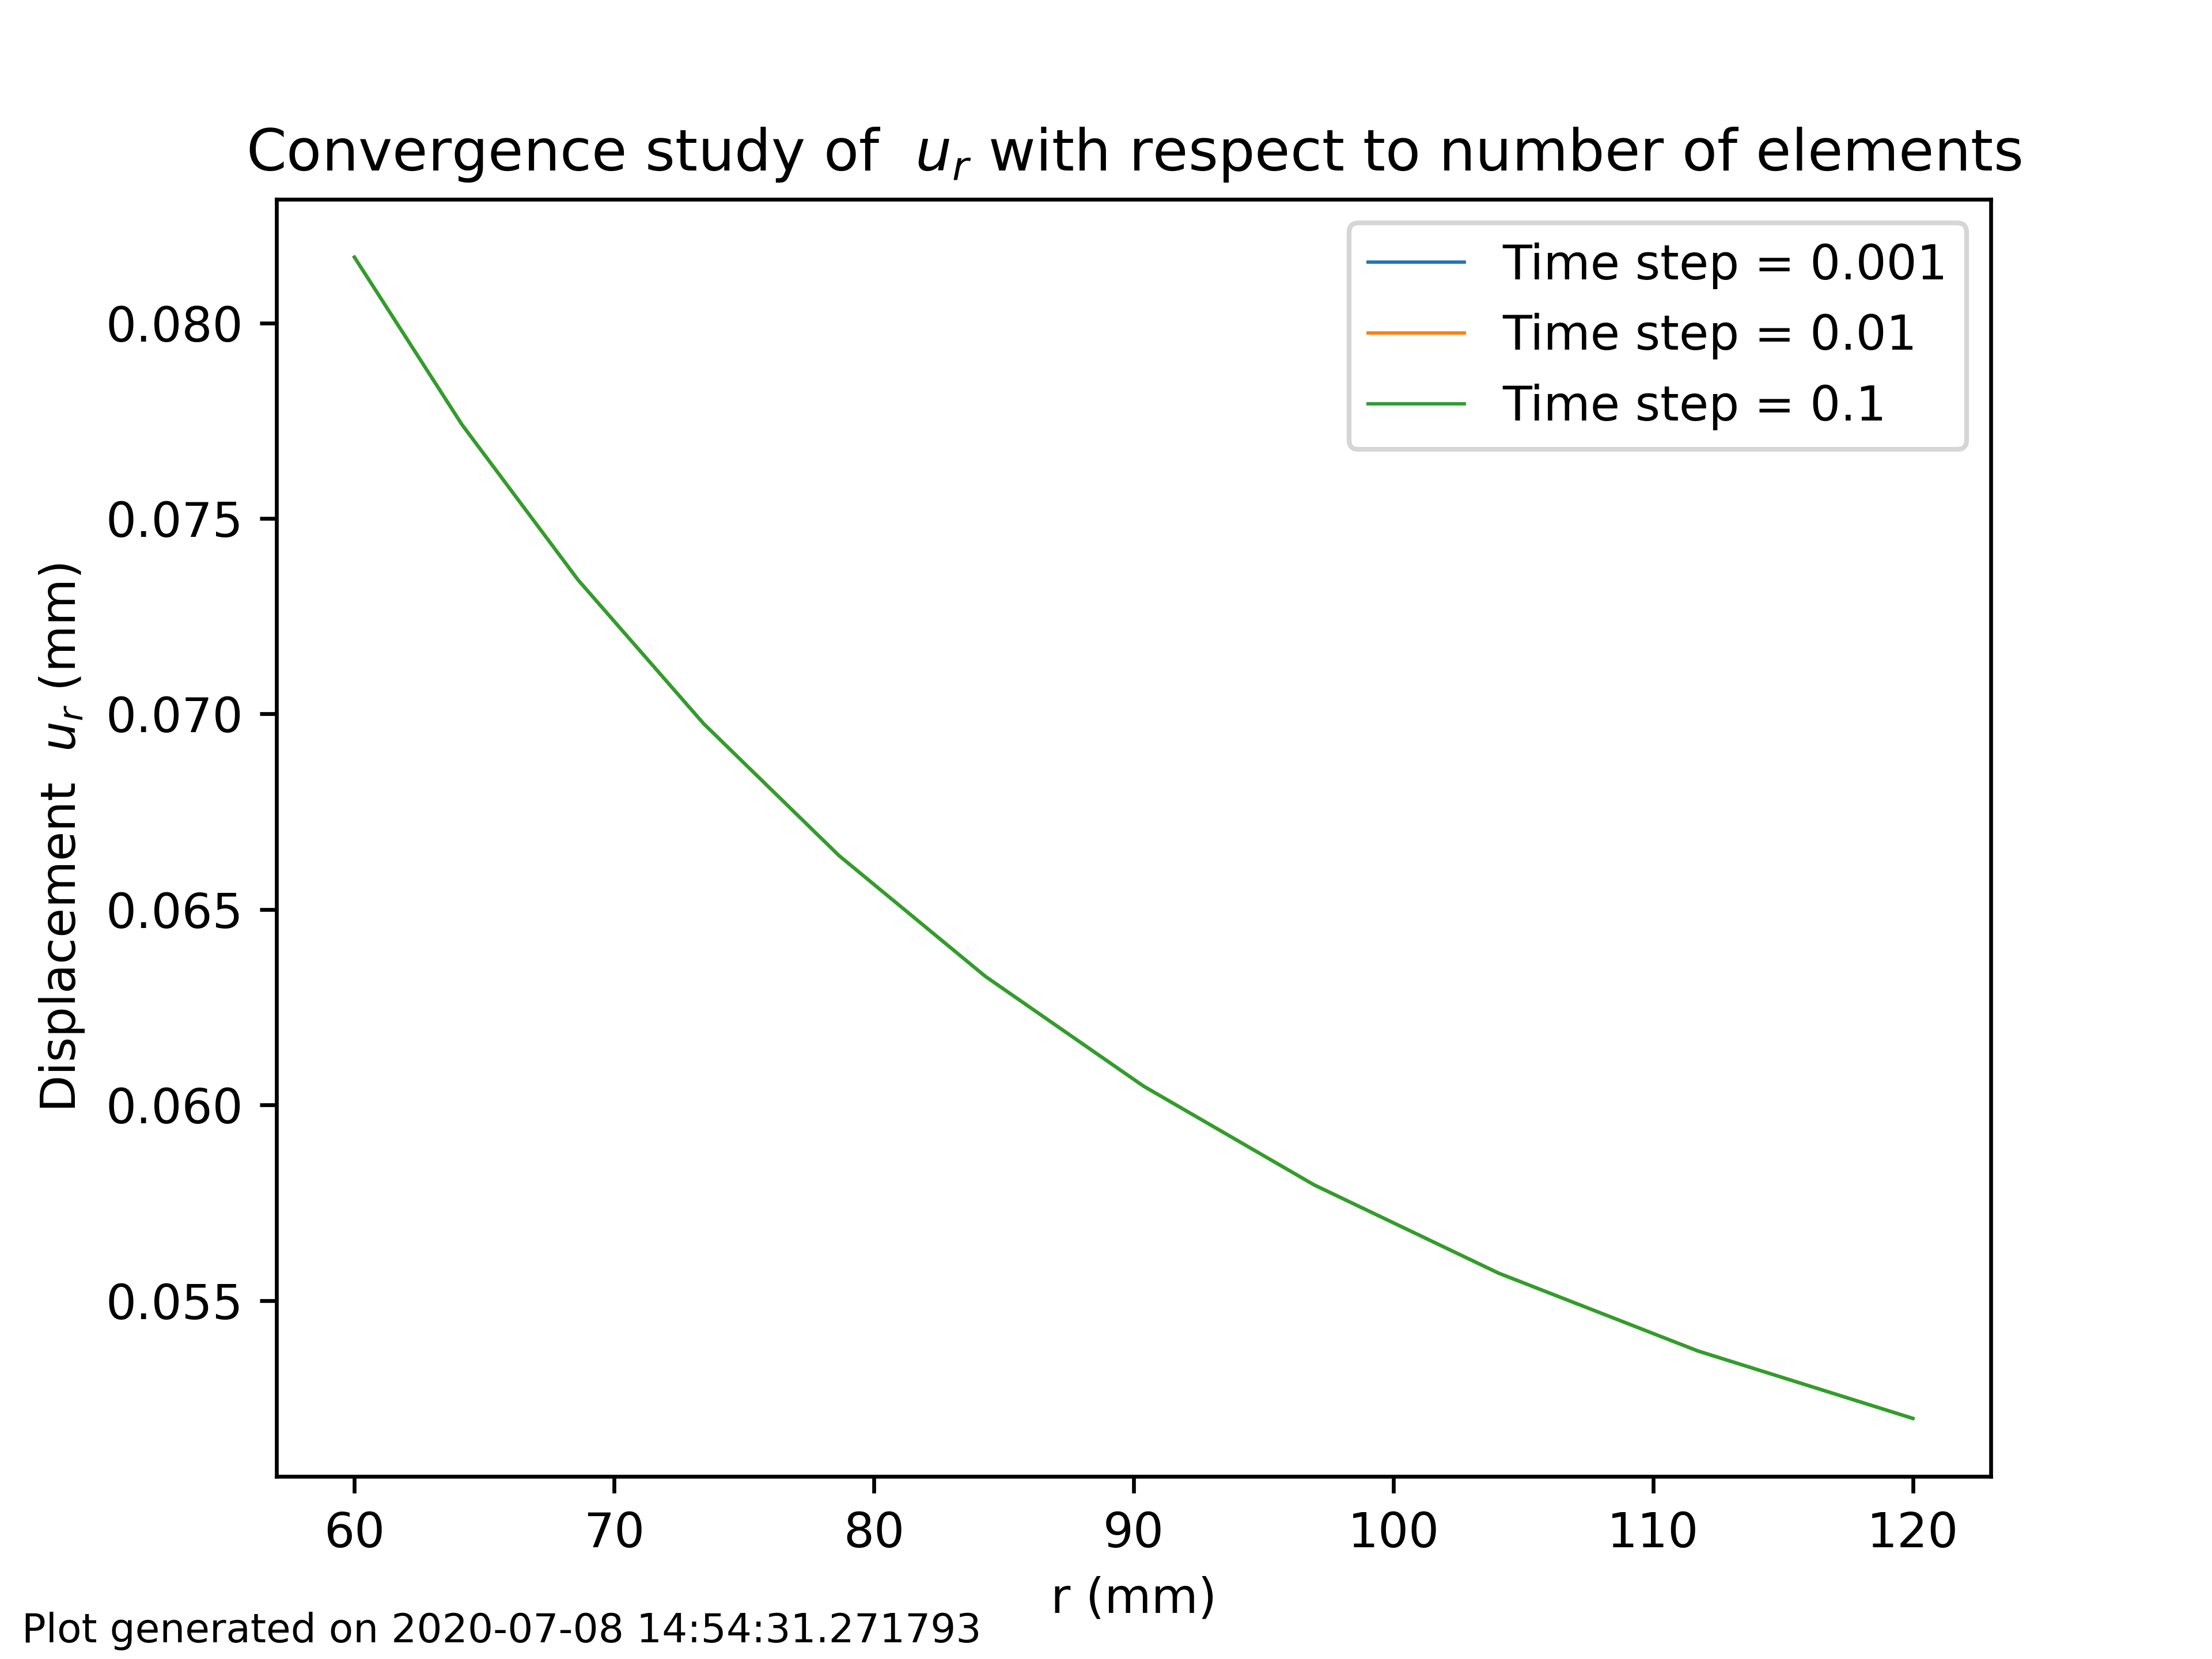 Convergence study of u_r with respect to number of elements
Time step = 0.001
Time step = 0.01
Time step = 0.1
0.080
0.075
0.070
0.065
0.060
0.055
Displacement u_r (mm)
60 70 80 90 100 110 120
r (mm)
Plot generated on 2020-07-08 14:54:31.271793